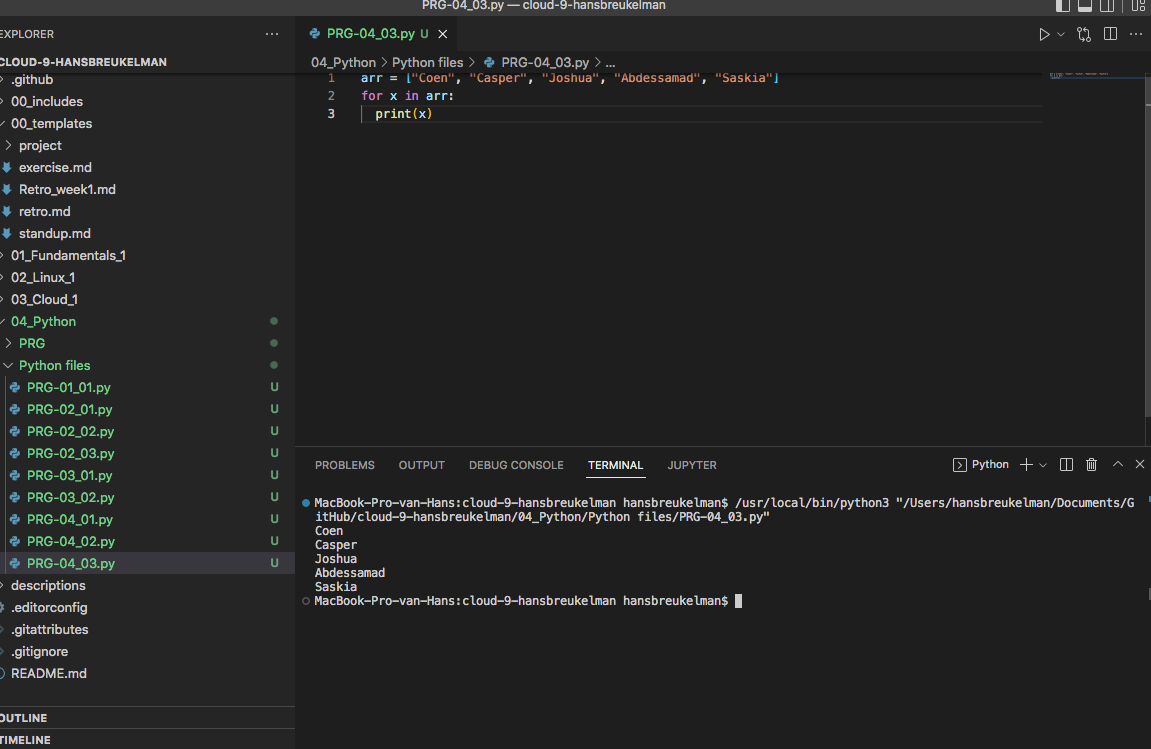 PRG-04_03.py — cloud-9-hansbreukelman
EXPLORER
CLOUD-9-HANSBREUKELMAN
.github
00_includes
00_templates
project
exercise.md
Retro_week1.md
retro.md
standup.md
01_Fundamentals_1
02_Linux_1
03_Cloud_1
04_Python
PRG
Python files
PRG-01_01.py U
PRG-02_01.py U
PRG-02_02.py U
PRG-02_03.py U
PRG-03_01.py U
PRG-03_02.py U
PRG-04_01.py U
PRG-04_02.py U
PRG-04_03.py U
descriptions
.editorconfig
.gitattributes
.gitignore
README.md
OUTLINE
TIMELINE
PRG-04_03.py U
04_Python > Python files > PRG-04_03.py > ...
1 arr = ["Coen", "Casper", "Joshua", "Abdessamad", "Saskia"]
2 for x in arr:
3 print(x)
PROBLEMS OUTPUT DEBUG CONSOLE TERMINAL JUPYTER Python
MacBook-Pro-van-Hans:cloud-9-hansbreukelman hansbreukelman$ /usr/local/bin/python3 "/Users/hansbreukelman/Documents/G
itHub/cloud-9-hansbreukelman/04_Python/Python files/PRG-04_03.py"
Coen
Casper
Joshua
Abdessamad
Saskia
MacBook-Pro-van-Hans:cloud-9-hansbreukelman hansbreukelman$